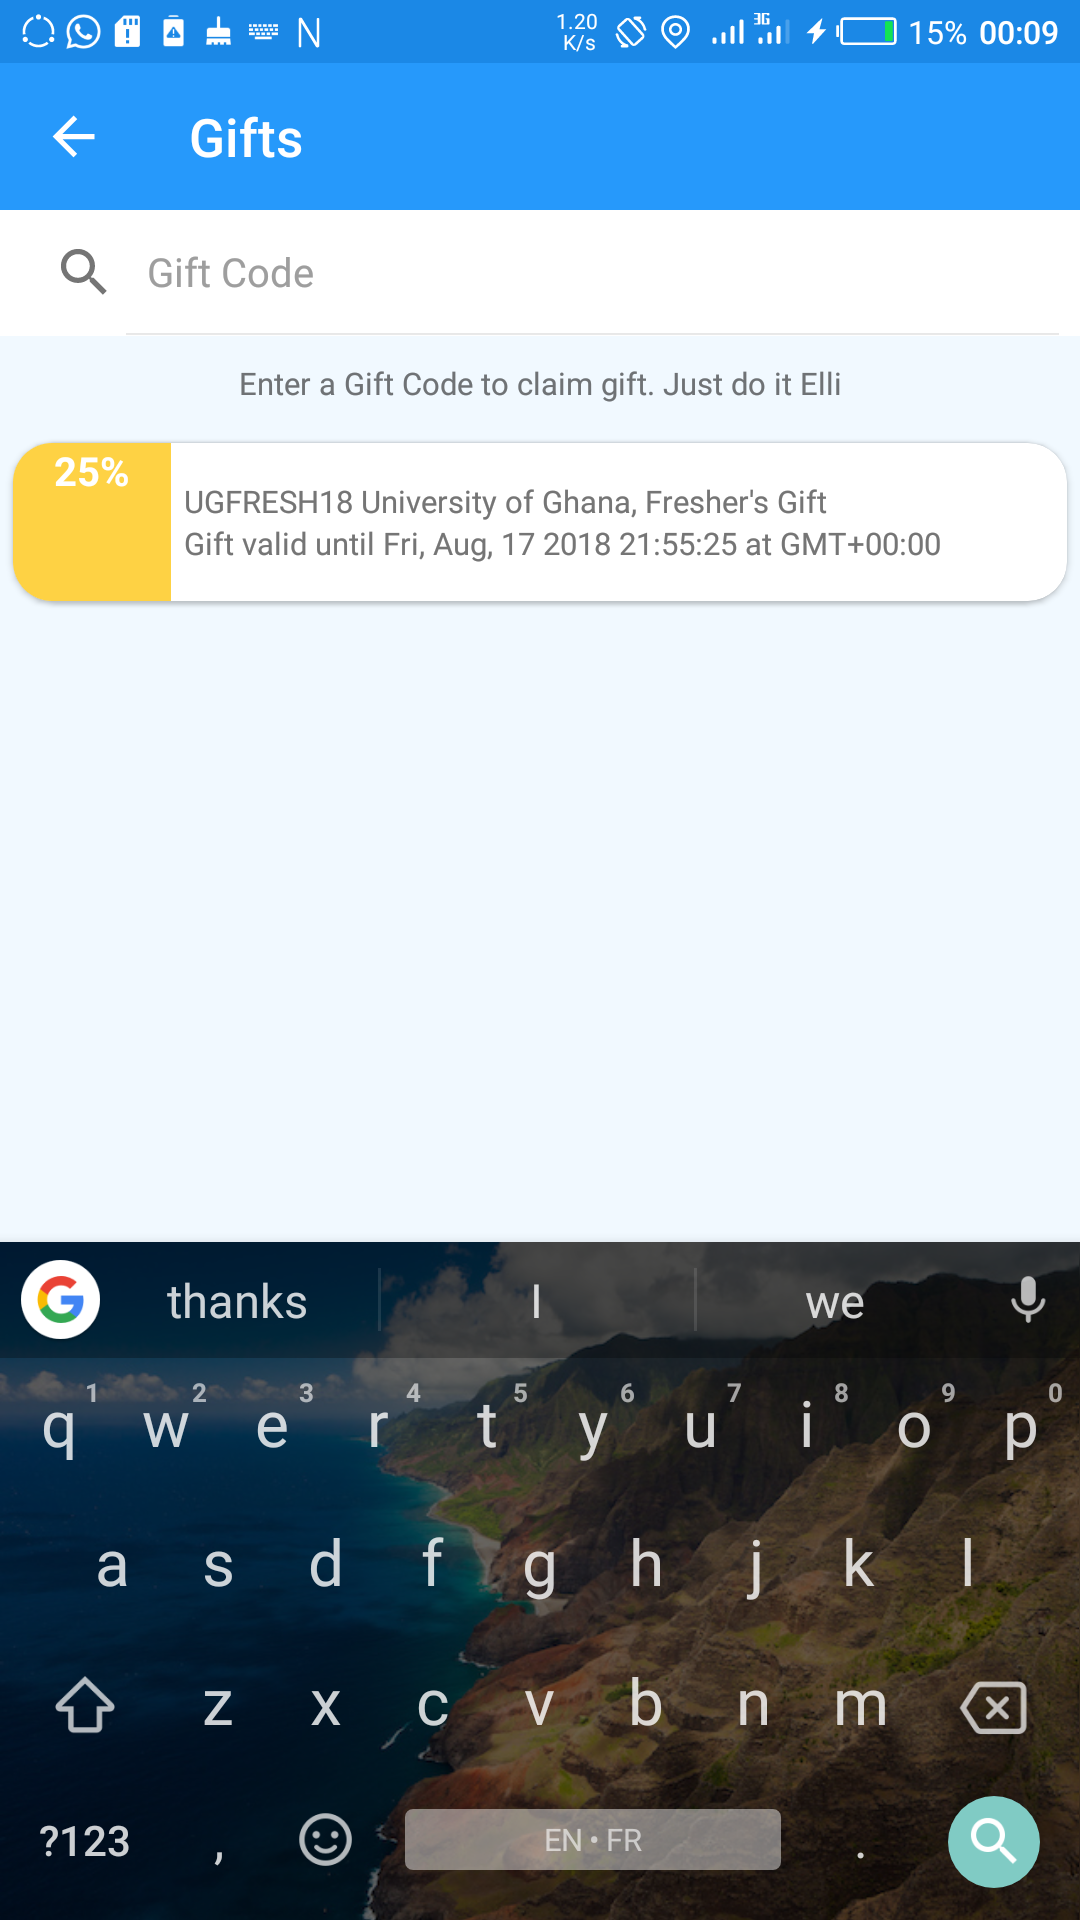 1.20 K/s 3G 15% 00:09
Gifts
Gift Code
Enter a Gift Code to claim gift. Just do it Elli
25%
UGFRESH18 University of Ghana, Fresher's Gift
Gift valid until Fri, Aug, 17 2018 21:55:25 at GMT+00:00
G thanks I we
1 2 3 4 5 6 7 8 9 0
q w e r t y u i o p
a s d f g h j k l
z x c v b n m
?123 , EN • FR .